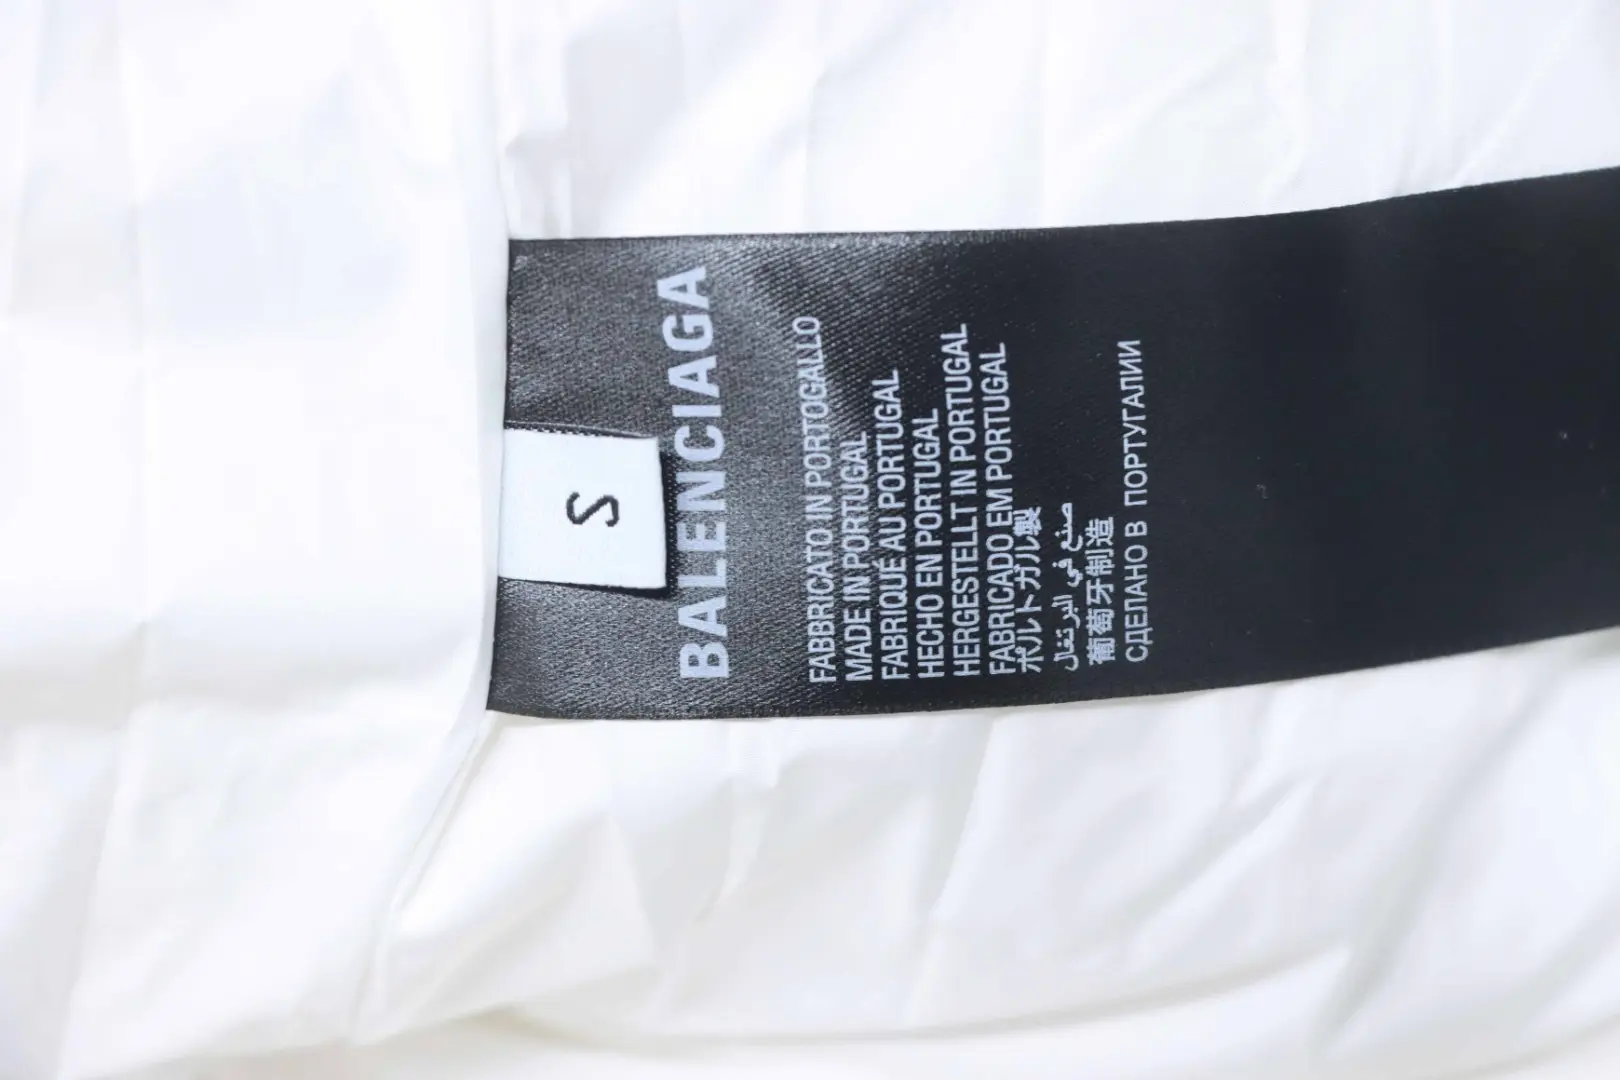 S
BALENCIAGA
FABBRICATO IN PORTOGALLO
MADE IN PORTUGAL
FABRIQUÉ AU PORTUGAL
HECHO EN PORTUGAL
HERGESTELLT IN PORTUGAL
FABRICADO EM PORTUGAL
ポルトガル製
صنع في البرتغال
葡萄牙制造
СДЕЛАНО В ПОРТУГАЛИИ